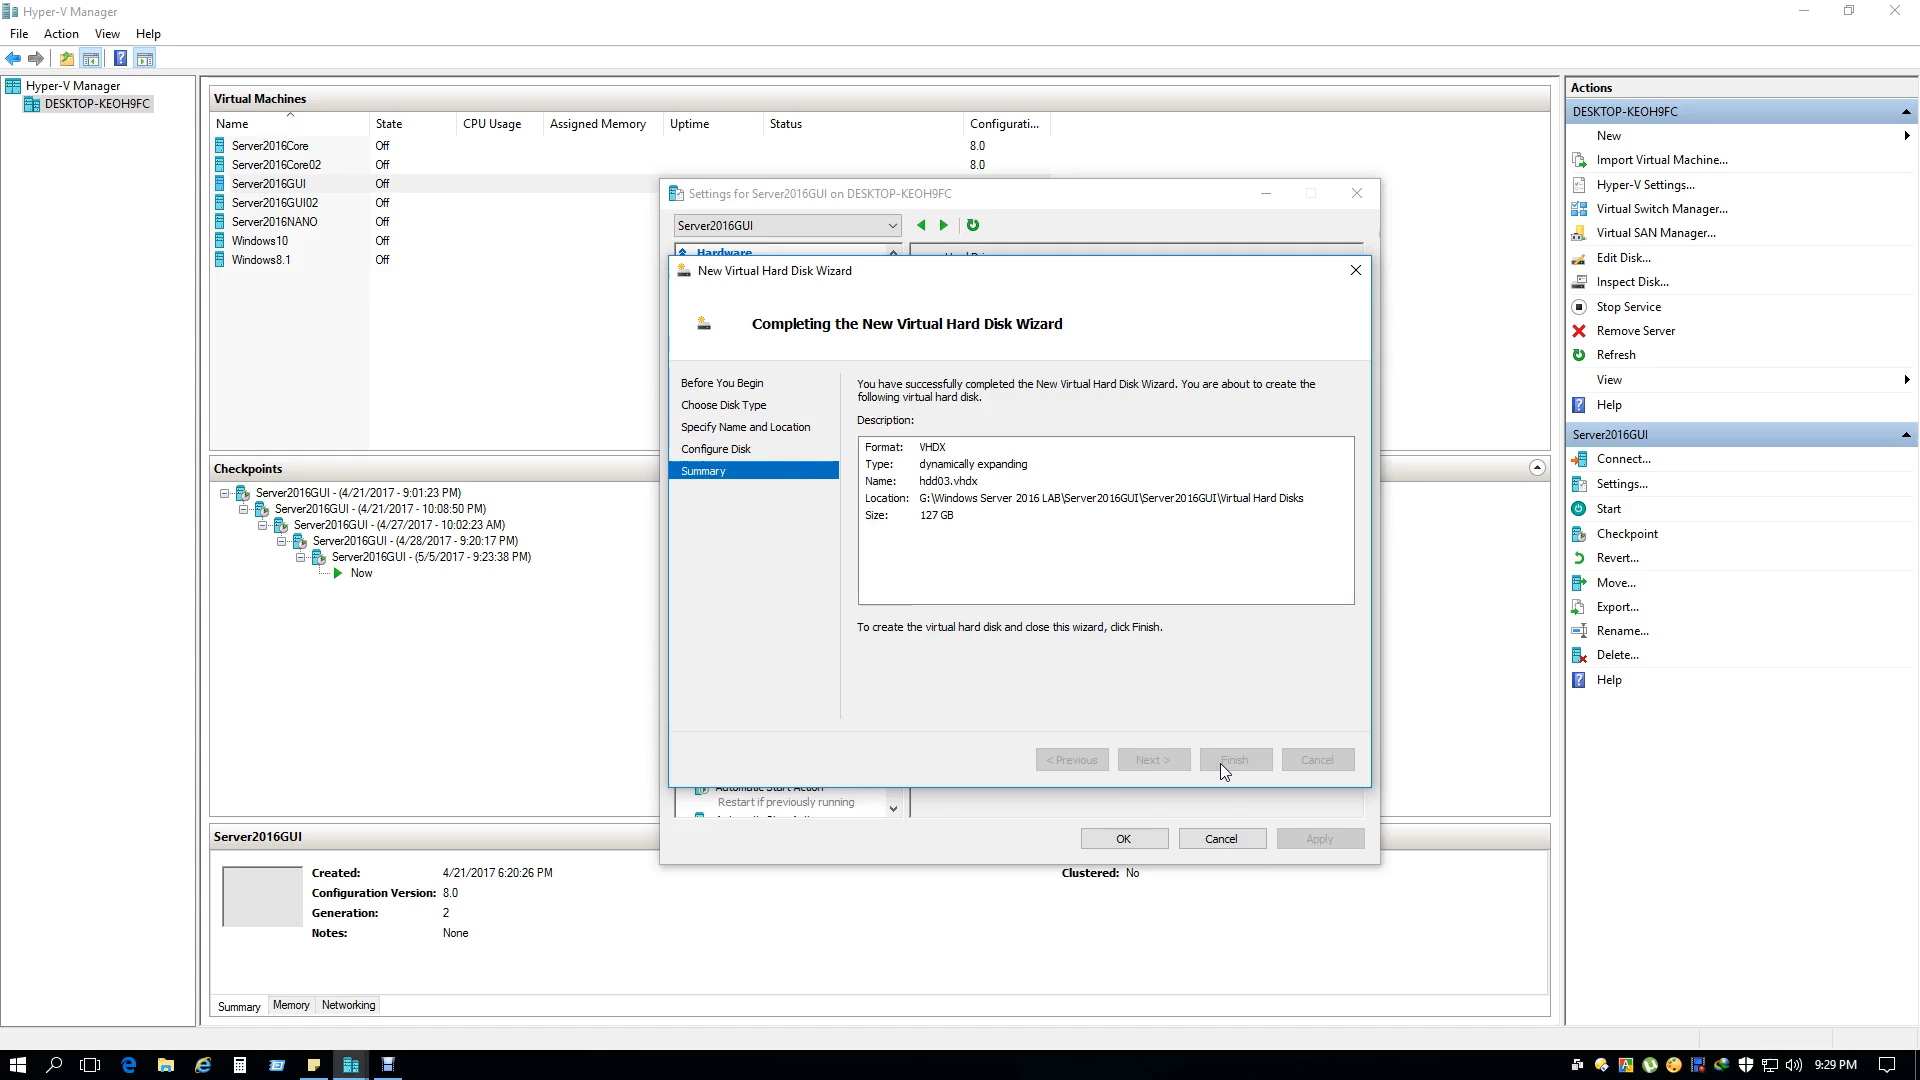 Hyper-V Manager
File Action View Help
Hyper-V Manager
DESKTOP-KEOH9FC
Virtual Machines
Name State CPU Usage Assigned Memory Uptime Status Configurati...
Server2016Core Off 8.0
Server2016Core02 Off 8.0
Server2016GUI Off
Server2016GUI02 Off
Server2016NANO Off
Windows10 Off
Windows8.1 Off
Checkpoints
Server2016GUI - (4/21/2017 - 9:01:23 PM)
Server2016GUI - (4/21/2017 - 10:08:50 PM)
Server2016GUI - (4/27/2017 - 10:02:23 AM)
Server2016GUI - (4/28/2017 - 9:20:17 PM)
Server2016GUI - (5/5/2017 - 9:23:38 PM)
Now
Server2016GUI
Created: 4/21/2017 6:20:26 PM Clustered: No
Configuration Version: 8.0
Generation: 2
Notes: None
Summary Memory Networking
Settings for Server2016GUI on DESKTOP-KEOH9FC
Server2016GUI
Hardware
New Virtual Hard Disk Wizard
Completing the New Virtual Hard Disk Wizard
Before You Begin
Choose Disk Type
Specify Name and Location
Configure Disk
Summary
You have successfully completed the New Virtual Hard Disk Wizard. You are about to create the
following virtual hard disk.
Description:
Format: VHDX
Type: dynamically expanding
Name: hdd03.vhdx
Location: G:\Windows Server 2016 LAB\Server2016GUI\Server2016GUI\Virtual Hard Disks
Size: 127 GB
To create the virtual hard disk and close this wizard, click Finish.
< Previous Next > Finish Cancel
Automatic Start Action
Restart if previously running
OK Cancel Apply
Actions
DESKTOP-KEOH9FC
New
Import Virtual Machine...
Hyper-V Settings...
Virtual Switch Manager...
Virtual SAN Manager...
Edit Disk...
Inspect Disk...
Stop Service
Remove Server
Refresh
View
Help
Server2016GUI
Connect...
Settings...
Start
Checkpoint
Revert...
Move...
Export...
Rename...
Delete...
Help
9:29 PM